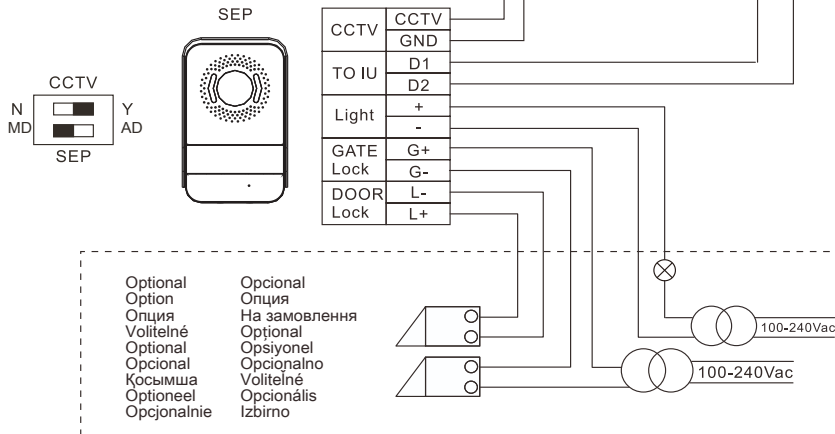 SEP
CCTV
N
Y
MD
AD
SEP
CCTV
CCTV
GND
TO IU
D1
D2
Light
+
-
GATE
Lock
G+
G-
DOOR
Lock
L-
L+
Optional
Option
Опция
Volitelné
Optional
Opcional
Қосымша
Optioneel
Opcjonalnie
Opcional
Опция
На замовлення
Opțional
Opsiyonel
Opcionalno
Voliteľné
Opcionális
Izbirno
100-240Vac
100-240Vac